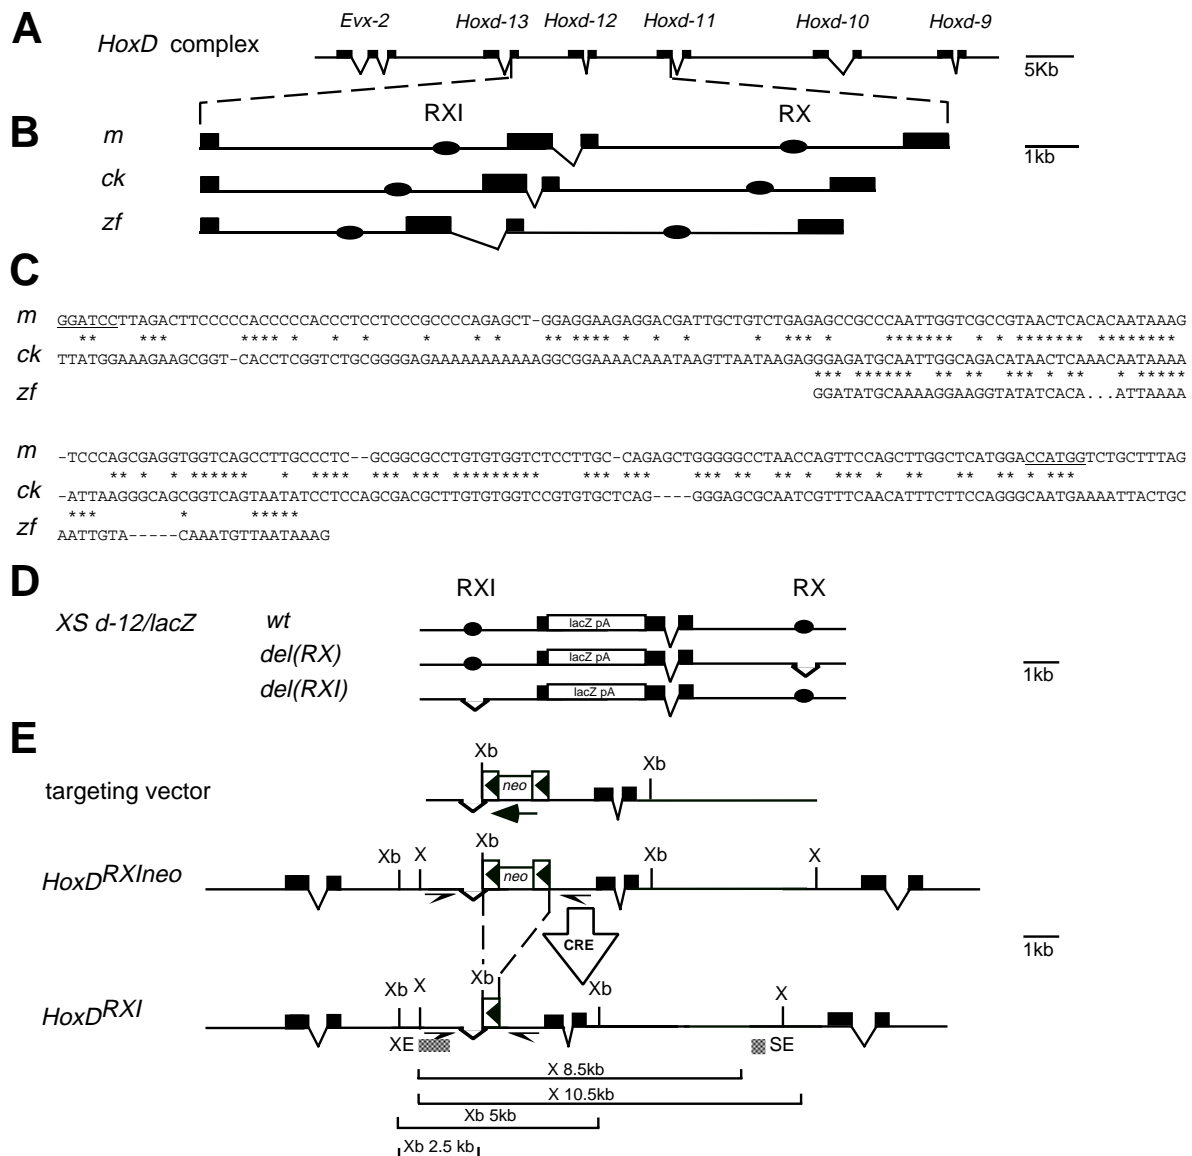 A
HoxD complex
Evx-2 Hoxd-13 Hoxd-12 Hoxd-11 Hoxd-10 Hoxd-9
5Kb
B
RXI RX
m
1kb
ck
zf
C
m GGATCCTTAGACTTCCCCCACCCCCACCCTCCTCCCGCCCCAGAGCT-GGAGGAAGAGGACGATTGCTGTCTGAGAGCCGCCCAATTGGTCGCCGTAACTCACACAATAAAG
ck TTATGGAAAGAAGCGGT-CACCTCGGTCTGCGGGGAGAAAAAAAAAAAAGGCGGAAAACAAATAAGTTAATAAGAGGGAGATGCAATTGGCAGACATAACTCAAACAATAAAA
zf GGATATGCAAAAGGAAGGTATATCACA...ATTAAAA
m -TCCCAGCGAGGTGGTCAGCCTTGCCCTC--GCGGCGCCTGTGTGGTCTCCTTGC-CAGAGCTGGGGGCCTAACCAGTTCCAGCTTGGCTCATGGACCATGGTCTGCTTTAG
ck -ATTAAGGGCAGCGGTCAGTAATATCCTCCAGCGACGCTTGTGTGGTCCGTGTGCTCAG----GGGAGCGCAATCGTTTCAACATTTCTTCCAGGGCAATGAAAATTACTGC
zf AATTGTA-----CAAATGTTAATAAAG
D
RXI RX
XS d-12/lacZ wt lacZ pA
del(RX) lacZ pA
del(RXI) lacZ pA
1kb
E
targeting vector
Xb neo Xb
HoxD RXIneo
Xb X Xb neo Xb X
CRE
1kb
HoxD RXI
Xb X Xb Xb X
XE SE
X 8.5kb
X 10.5kb
Xb 5kb
Xb 2.5 kb